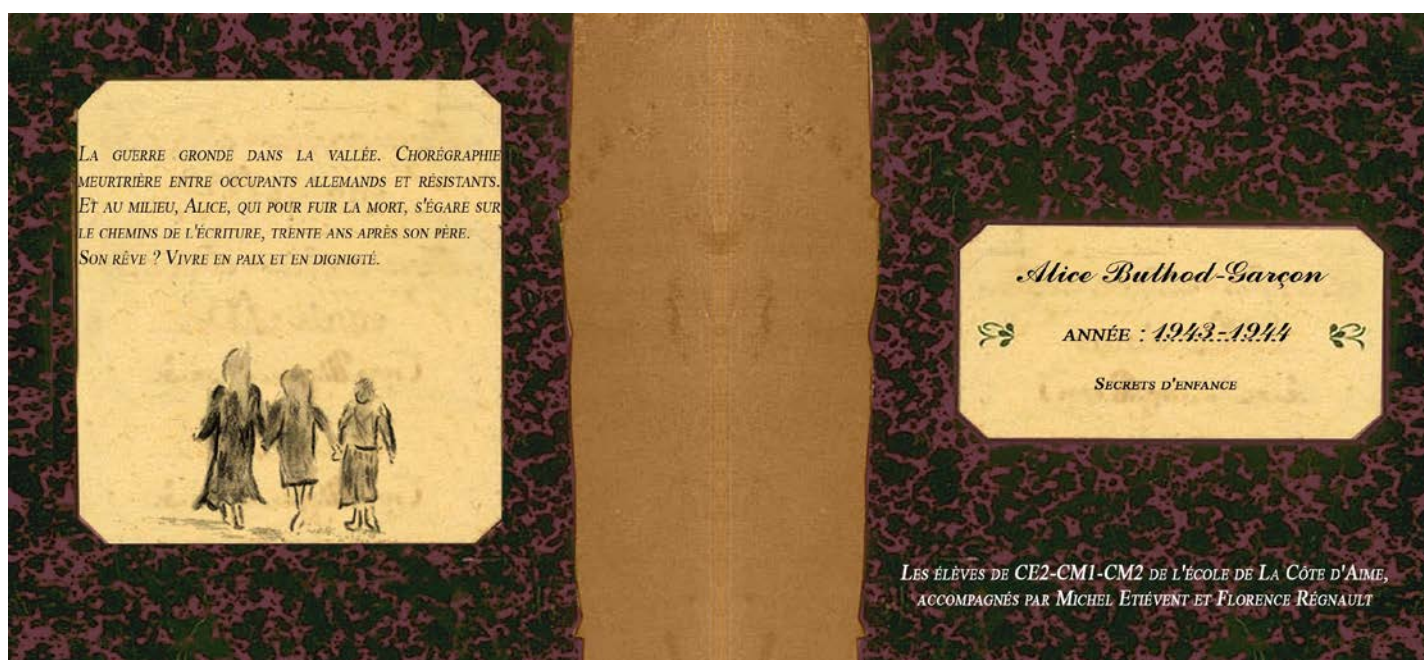 La guerre gronde dans la vallée. Chorégraphie
meurtrière entre occupants allemands et résistants.
Et au milieu, Alice, qui pour fuir la mort, s'égare sur
le chemins de l'écriture, trente ans après son père.
Son rêve ? Vivre en paix et en dignigté.
Alice Buthod-Garçon
année : 1943-1944
Secrets d'enfance
Les élèves de CE2-CM1-CM2 de l'école de La Côte d'Aime,
accompagnés par Michel Etiévent et Florence Régnault